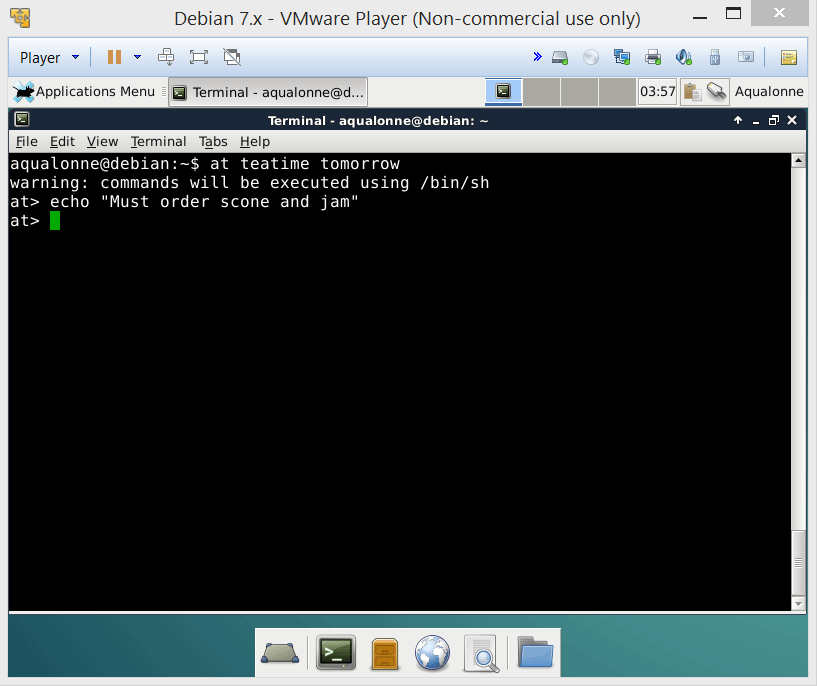 Debian 7.x - VMware Player (Non-commercial use only)
Player
Applications Menu
Terminal - aqualonne@d...
03:57
Aqualonne
Terminal - aqualonne@debian: ~
File Edit View Terminal Tabs Help
aqualonne@debian:~$ at teatime tomorrow
warning: commands will be executed using /bin/sh
at> echo "Must order scone and jam"
at>